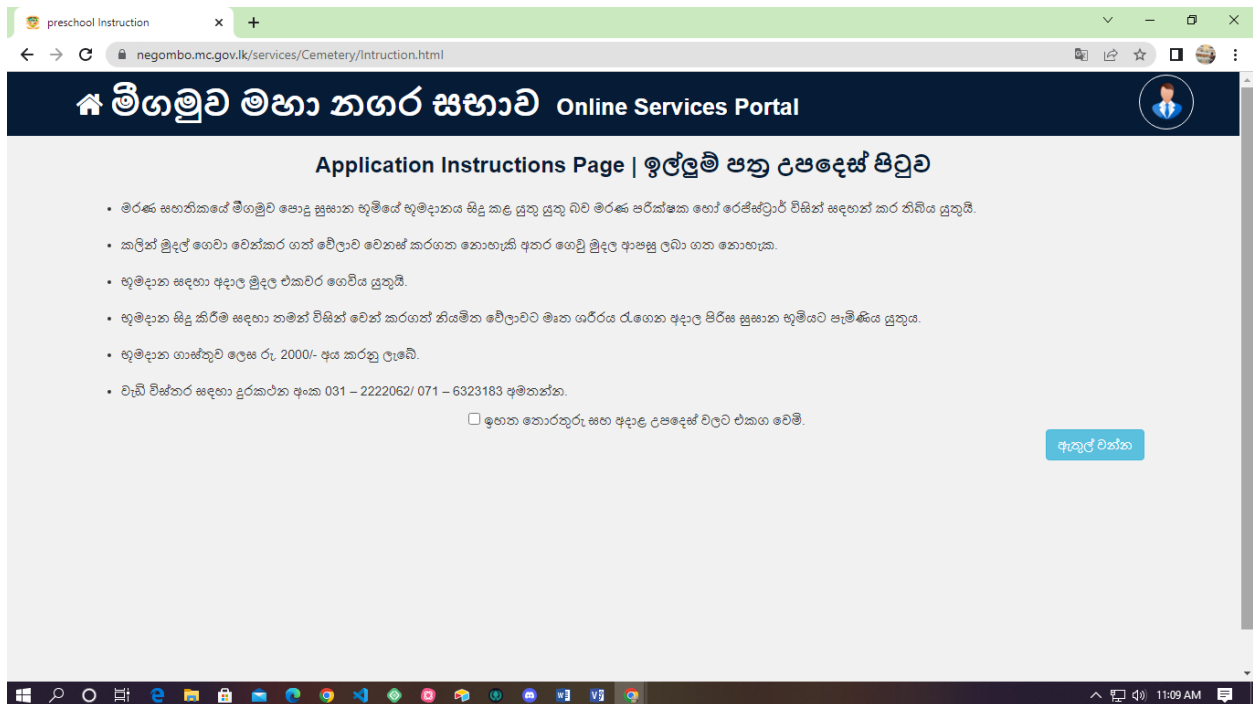 preschool Instruction
negombo.mc.gov.lk/services/Cemetery/Intruction.html
මීගමුව මහා නගර සභාව Online Services Portal
Application Instructions Page | ඉල්ලුම් පත්‍ර උපදෙස් පිටුව
• මරණ සහතිකයේ මීගමුව පොදු සුසාන භූමියේ භූමදානය සිදු කළ යුතු යුතු බව මරණ පරීක්ෂක හෝ රෙජිස්ට්‍රාර් විසින් සඳහන් කර තිබිය යුතුයි.
• කලින් මුදල් ගෙවා වෙන්කර ගත් වේලාව වෙනස් කරගත නොහැකි අතර ගෙවූ මුදල ආපසු ලබා ගත නොහැක.
• භූමදාන සඳහා අදාල මුදල එකවර ගෙවිය යුතුයි.
• භූමදාන සිදු කිරීම සඳහා තමන් විසින් වෙන් කරගත් නියමිත වේලාවට මෘත ශරීරය රැගෙන අදාල පිරිස සුසාන භූමියට පැමිණිය යුතුය.
• භූමදාන ගාස්තුව ලෙස රු. 2000/- අය කරනු ලැබේ.
• වැඩි විස්තර සඳහා දුරකථන අංක 031 – 2222062/ 071 – 6323183 අමතන්න.
ඉහත තොරතුරු සහ අදාළ උපදෙස් වලට එකග වෙමි.
ඇතුල් වන්න
11:09 AM